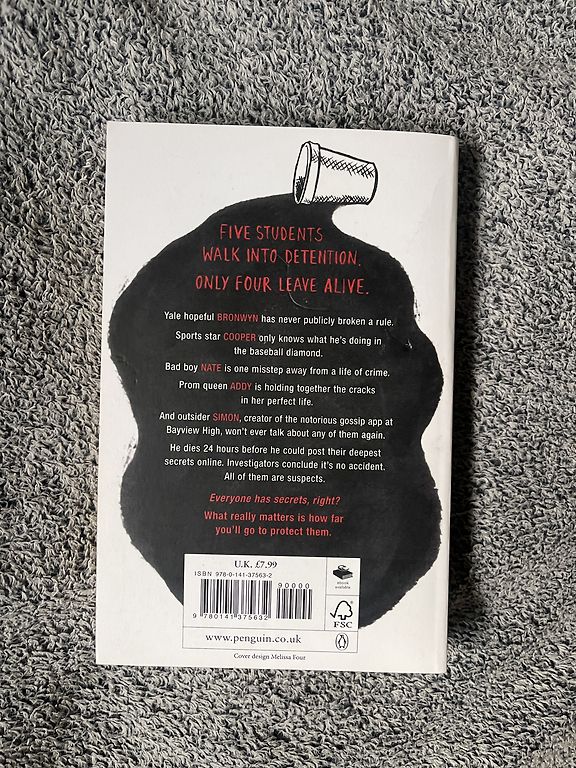 FIVE STUDENTS
WALK INTO DETENTION.
ONLY FOUR LEAVE ALIVE.
Yale hopeful BRONWYN has never publicly broken a rule.
Sports star COOPER only knows what he's doing in
the baseball diamond.
Bad boy NATE is one misstep away from a life of crime.
Prom queen ADDY is holding together the cracks
in her perfect life.
And outsider SIMON, creator of the notorious gossip app at
Bayview High, won't ever talk about any of them again.
He dies 24 hours before he could post their deepest
secrets online. Investigators conclude it's no accident.
All of them are suspects.
Everyone has secrets, right?
What really matters is how far
you'll go to protect them.
U.K. £7.99
ISBN 978-0-141-37563-2
90000
9 780141 375632
ebook
available
FSC
www.penguin.co.uk
Cover design Melissa Four